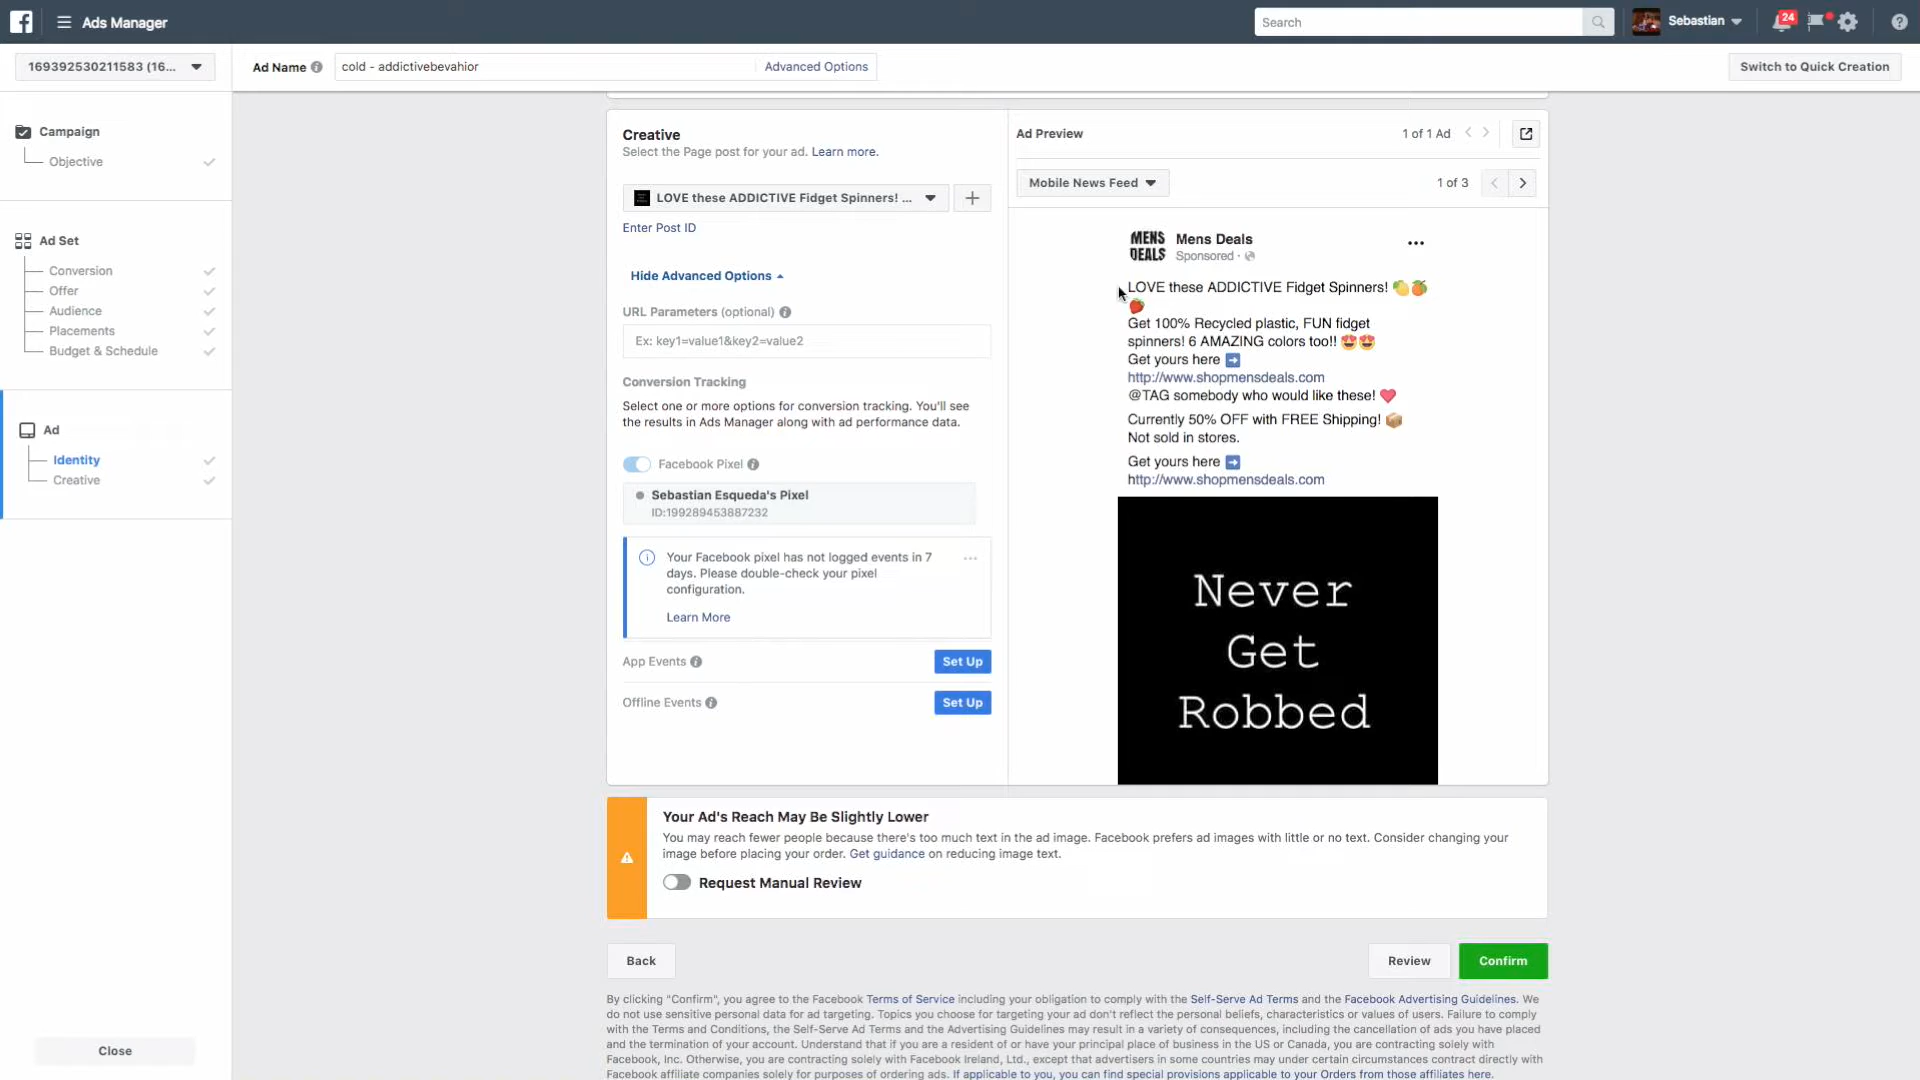 Ads Manager
Search
Sebastian
24
169392530211583 (16...
Ad Name
cold - addictivebevahior
Advanced Options
Switch to Quick Creation
Campaign
Objective
Ad Set
Conversion
Offer
Audience
Placements
Budget & Schedule
Ad
Identity
Creative
Close
Creative
Select the Page post for your ad. Learn more.
LOVE these ADDICTIVE Fidget Spinners! ...
Enter Post ID
Hide Advanced Options
URL Parameters (optional)
Ex: key1=value1&key2=value2
Conversion Tracking
Select one or more options for conversion tracking. You'll see
the results in Ads Manager along with ad performance data.
Facebook Pixel
Sebastian Esqueda's Pixel
ID:199289453887232
Your Facebook pixel has not logged events in 7
days. Please double-check your pixel
configuration.
Learn More
App Events
Set Up
Offline Events
Set Up
Ad Preview
1 of 1 Ad
Mobile News Feed
1 of 3
MENS
DEALS
Mens Deals
Sponsored ·
LOVE these ADDICTIVE Fidget Spinners! 🍋🍊
🍓
Get 100% Recycled plastic, FUN fidget
spinners! 6 AMAZING colors too!! 😍😍
Get yours here ➡️
http://www.shopmensdeals.com
@TAG somebody who would like these! ❤️
Currently 50% OFF with FREE Shipping! 📦
Not sold in stores.
Get yours here ➡️
http://www.shopmensdeals.com
Never
Get
Robbed
Your Ad's Reach May Be Slightly Lower
You may reach fewer people because there's too much text in the ad image. Facebook prefers ad images with little or no text. Consider changing your
image before placing your order. Get guidance on reducing image text.
Request Manual Review
Back
Review
Confirm
By clicking "Confirm", you agree to the Facebook Terms of Service including your obligation to comply with the Self-Serve Ad Terms and the Facebook Advertising Guidelines. We
do not use sensitive personal data for ad targeting. Topics you choose for targeting your ad don't reflect the personal beliefs, characteristics or values of users. Failure to comply
with the Terms and Conditions, the Self-Serve Ad Terms and the Advertising Guidelines may result in a variety of consequences, including the cancellation of ads you have placed
and the termination of your account. Understand that if you are a resident of or have your principal place of business in the US or Canada, you are contracting solely with
Facebook, Inc. Otherwise, you are contracting solely with Facebook Ireland, Ltd., except that advertisers in some countries may under certain circumstances contract directly with
Facebook affiliate companies solely for purposes of ordering ads. If applicable to you, you can find special provisions applicable to your Orders from those affiliates here.